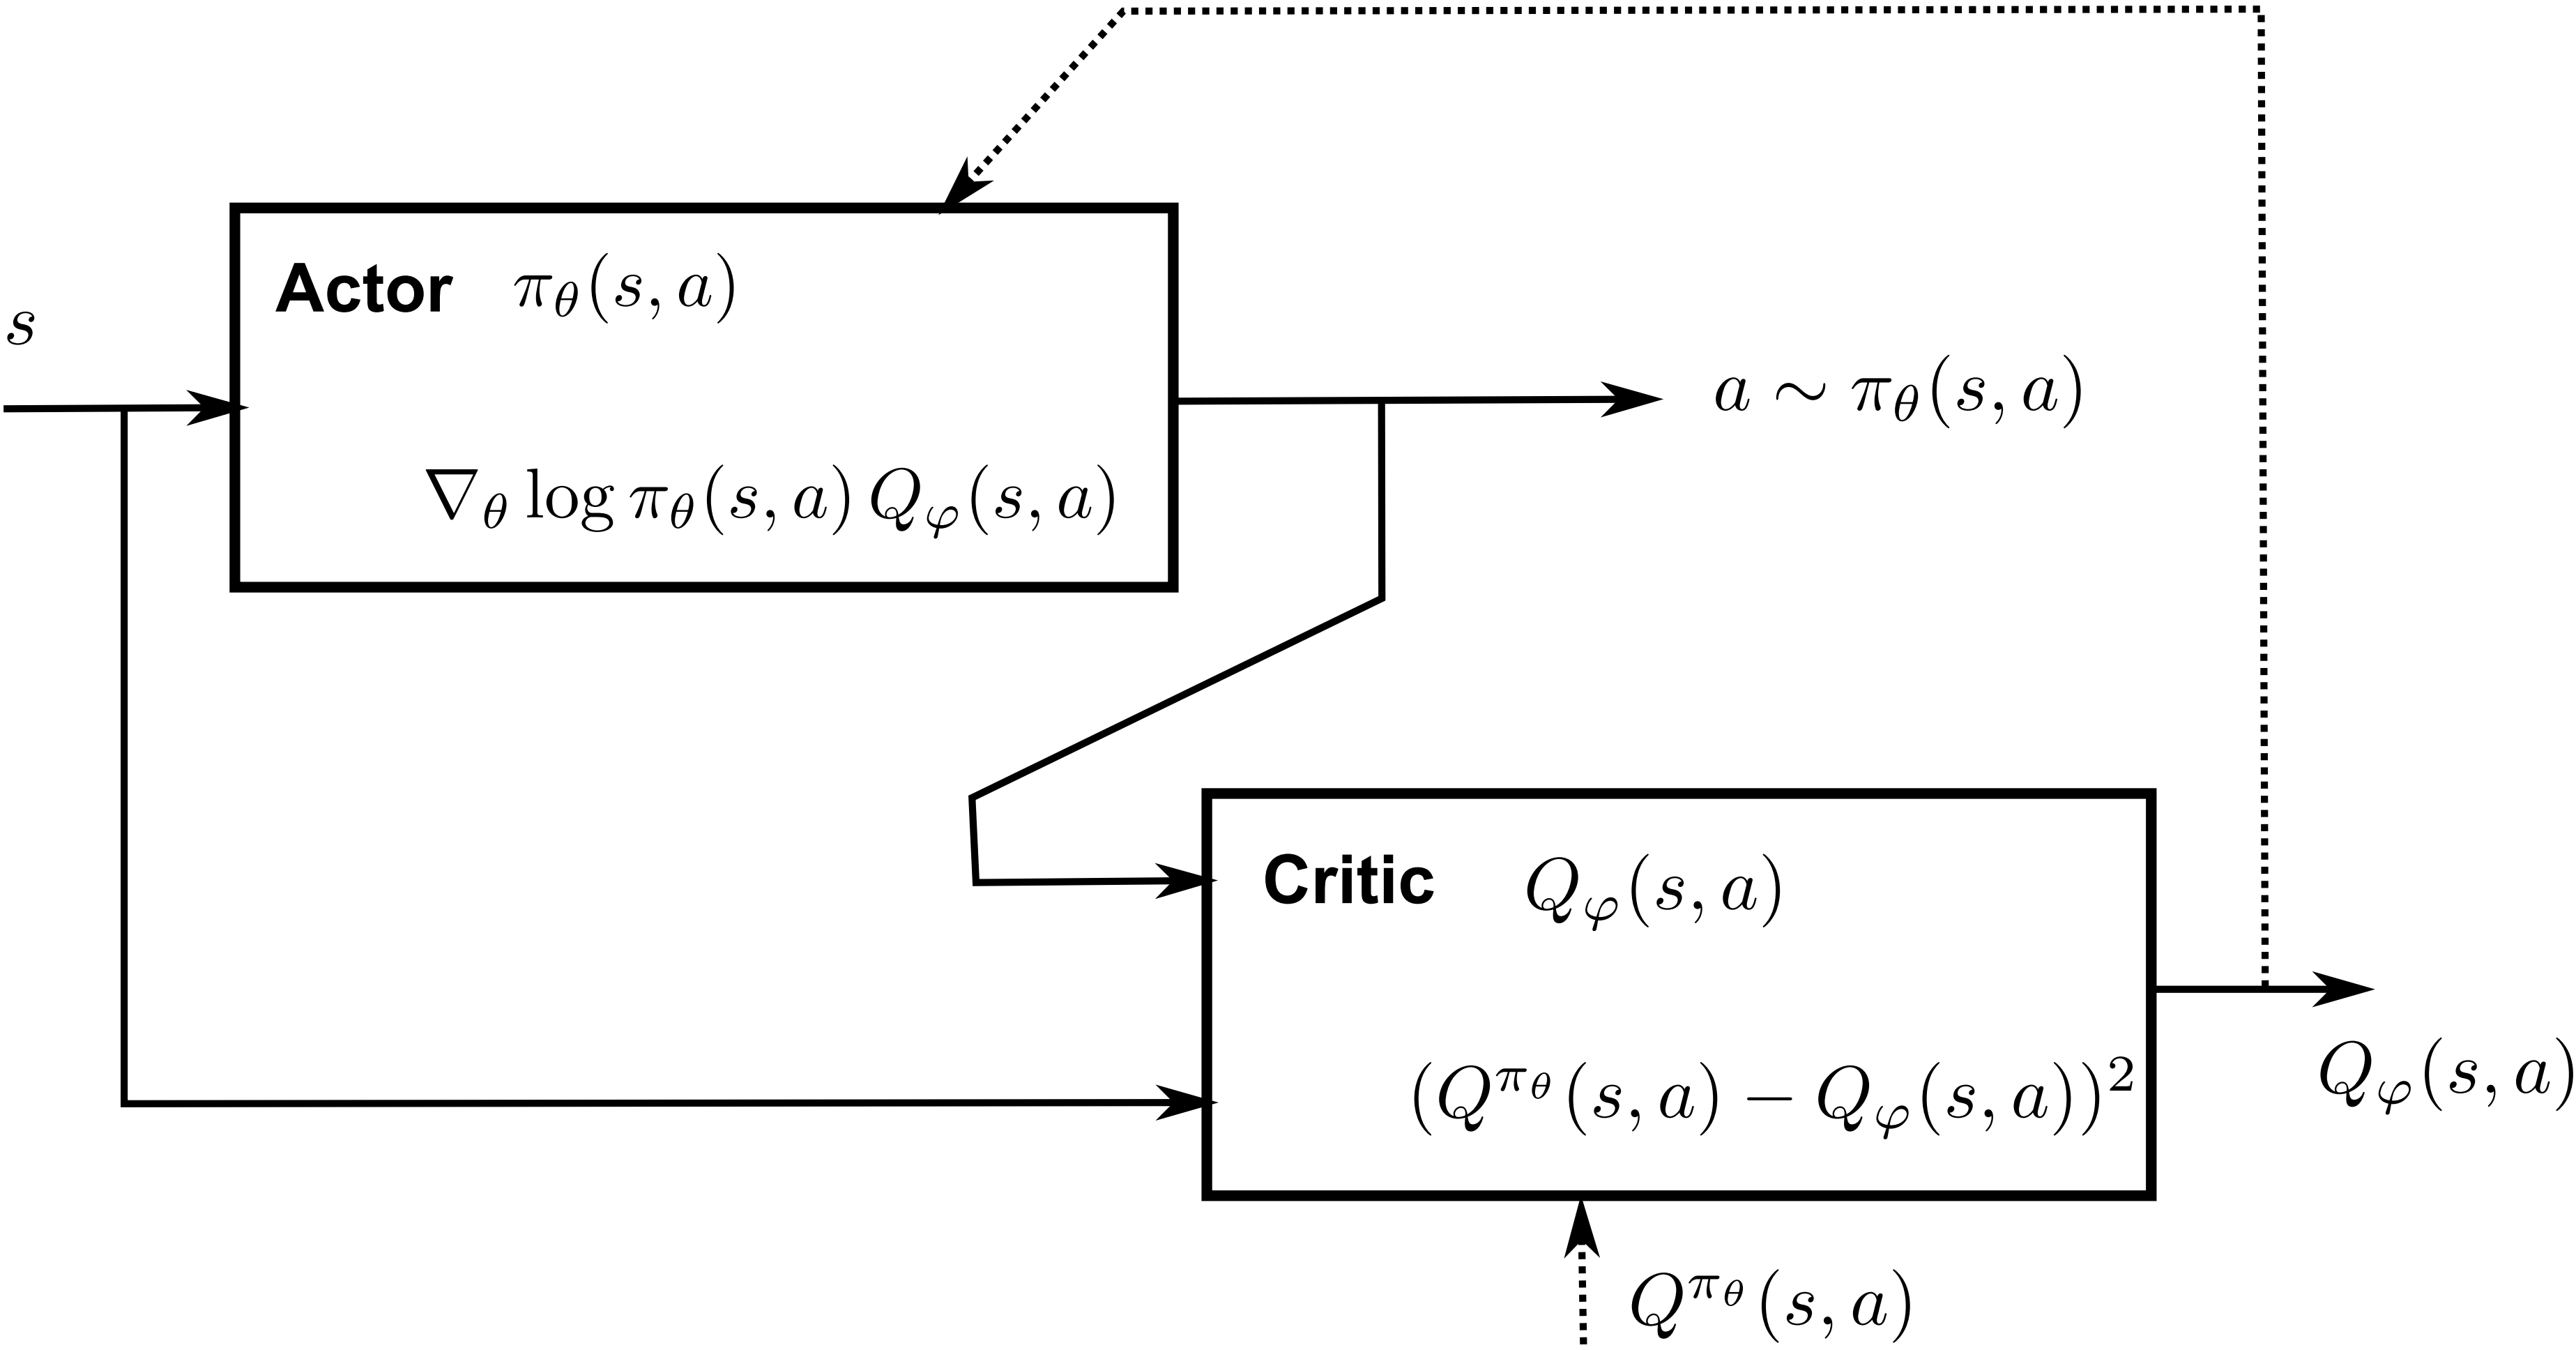 s
Actor π_θ(s, a)
∇_θ log π_θ(s, a) Q_φ(s, a)
a ∼ π_θ(s, a)
Critic Q_φ(s, a)
(Q^{π_θ}(s, a) − Q_φ(s, a))²
Q_φ(s, a)
Q^{π_θ}(s, a)